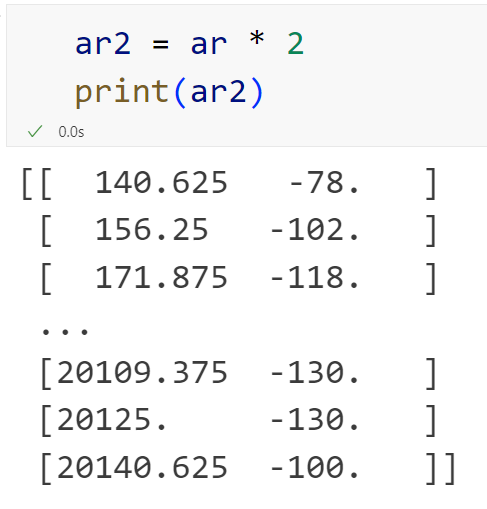 ar2 = ar * 2
print(ar2)
0.0s
[[  140.625   -78.   ]
 [  156.25   -102.   ]
 [  171.875  -118.   ]
 ...
 [20109.375  -130.   ]
 [20125.     -130.   ]
 [20140.625  -100.   ]]